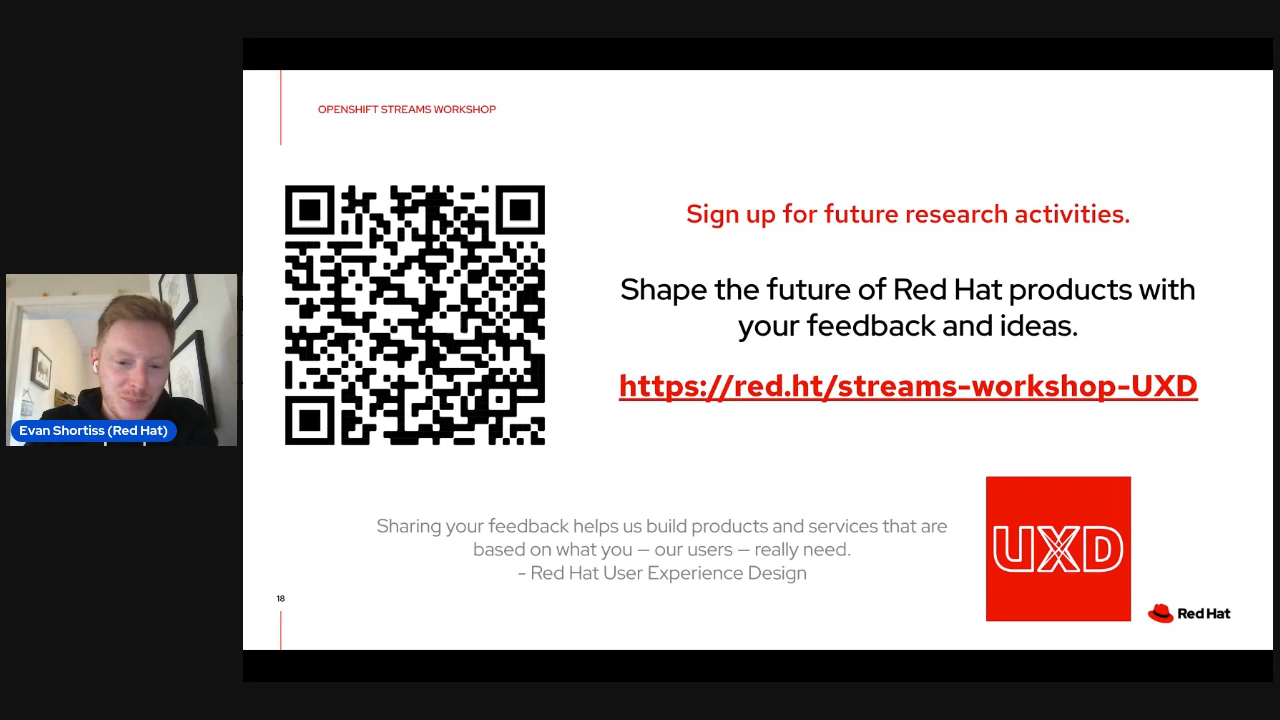 OPENSHIFT STREAMS WORKSHOP
Sign up for future research activities.
Shape the future of Red Hat products with
your feedback and ideas.
https://red.ht/streams-workshop-UXD
Evan Shortiss (Red Hat)
Sharing your feedback helps us build products and services that are
based on what you — our users — really need.
- Red Hat User Experience Design
UXD
18
Red Hat